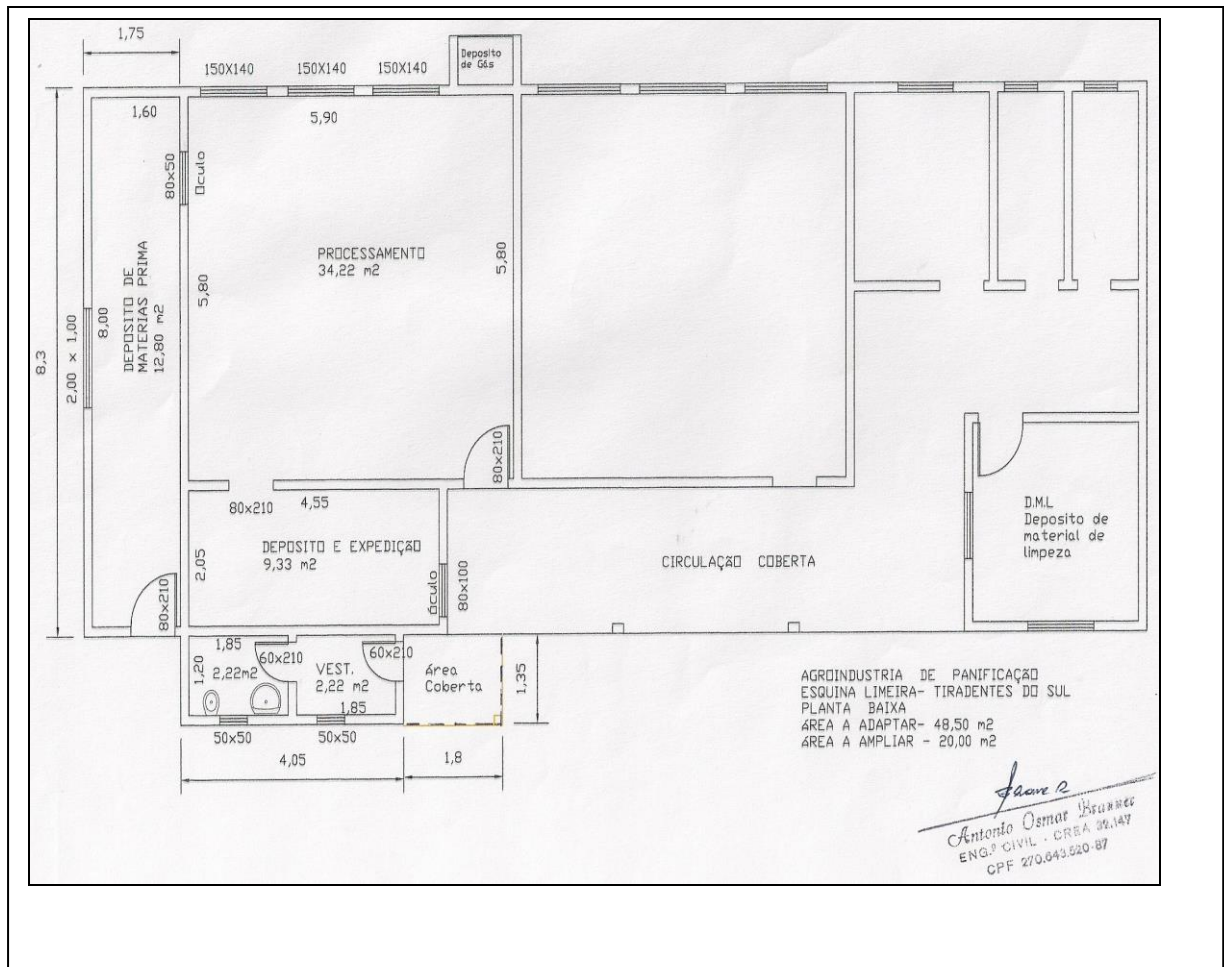 1,75
Deposito
de Gás
150X140
150X140
150X140
1,60
5,90
80x50
Óculo
PROCESSAMENTO
34,22 m2
5,80
5,80
DEPOSITO DE
MATERIAS PRIMA
12,80 m2
8,00
2,00 x 1,00
8,3
80x210
80x210
4,55
DEPOSITO E EXPEDIÇÃO
9,33 m2
2,05
óculo
80x100
CIRCULAÇÃO COBERTA
D.M.L
Deposito de
material de
limpeza
80x210
1,85
1,20
2,22m2
60x210
VEST.
2,22 m2
1,85
60x210
área
Coberta
1,35
50x50
50x50
4,05
1,8
AGROINDUSTRIA DE PANIFICAÇÃO
ESQUINA LIMEIRA- TIRADENTES DO SUL
PLANTA BAIXA
áREA A ADAPTAR- 48,50 m2
áREA A AMPLIAR - 20,00 m2
Antonio Osmar
ENG.º CIVIL - CREA 32.147
CPF 270.643.520-87